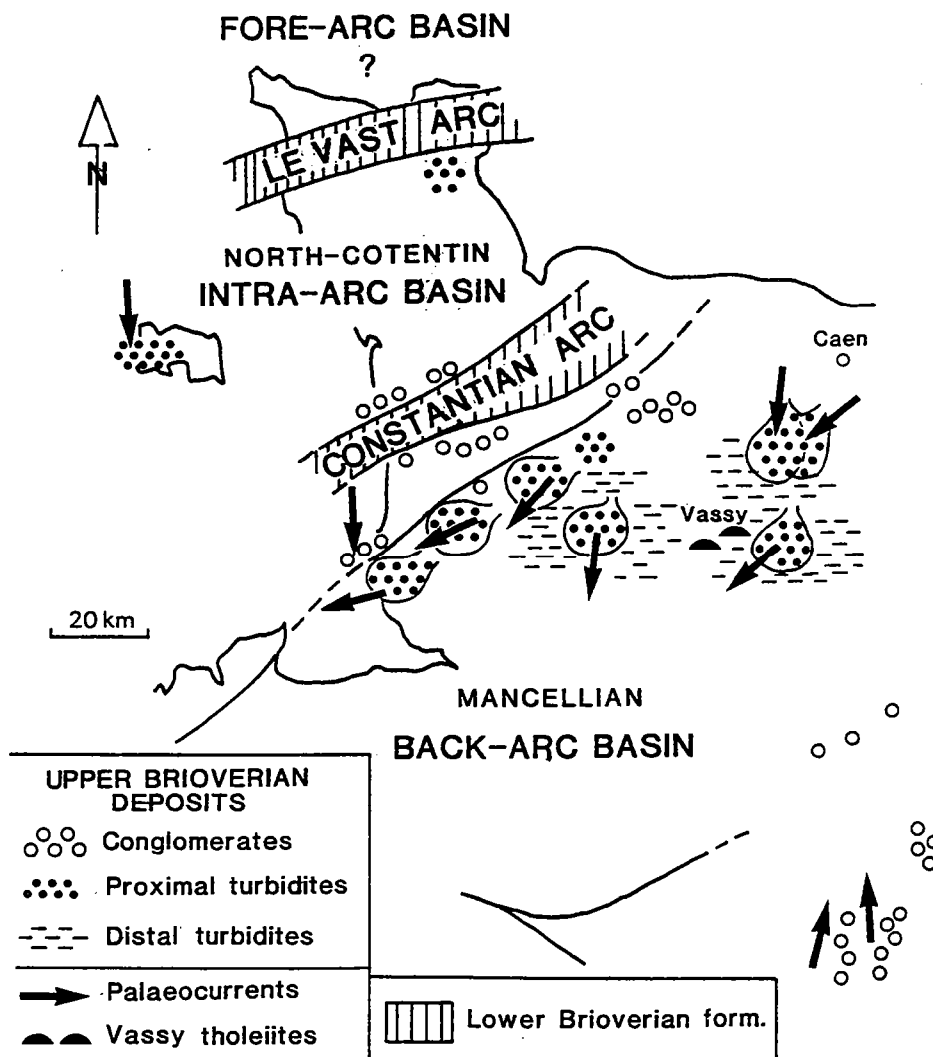 FORE-ARC BASIN
?
LE VAST ARC
N
NORTH-COTENTIN
INTRA-ARC BASIN
CONSTANTIAN ARC
Caen
Vassy
20 km
MANCELLIAN
BACK-ARC BASIN
UPPER BRIOVERIAN
DEPOSITS
Conglomerates
Proximal turbidites
Distal turbidites
Palaeocurrents
Vassy tholeiites
Lower Brioverian form.